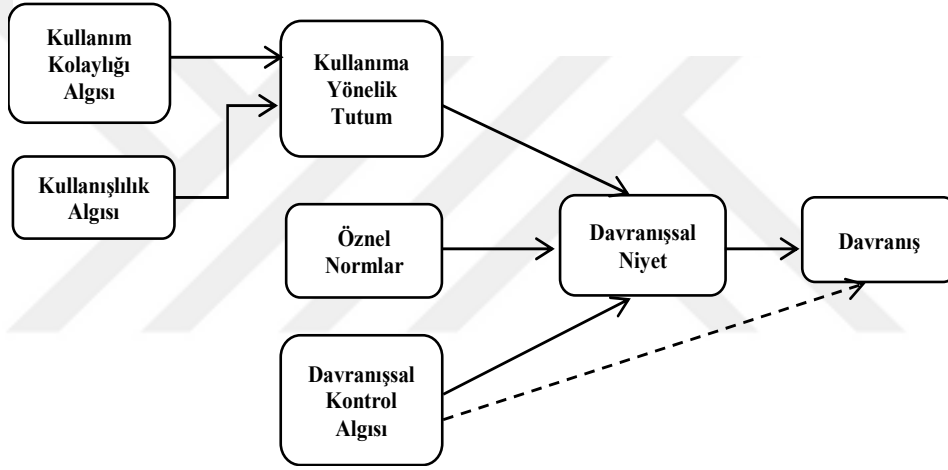 Kullanım
Kolaylığı
Algısı
Kullanışlılık
Algısı
Kullanıma
Yönelik
Tutum
Öznel
Normlar
Davranışsal
Kontrol
Algısı
Davranışsal
Niyet
Davranış